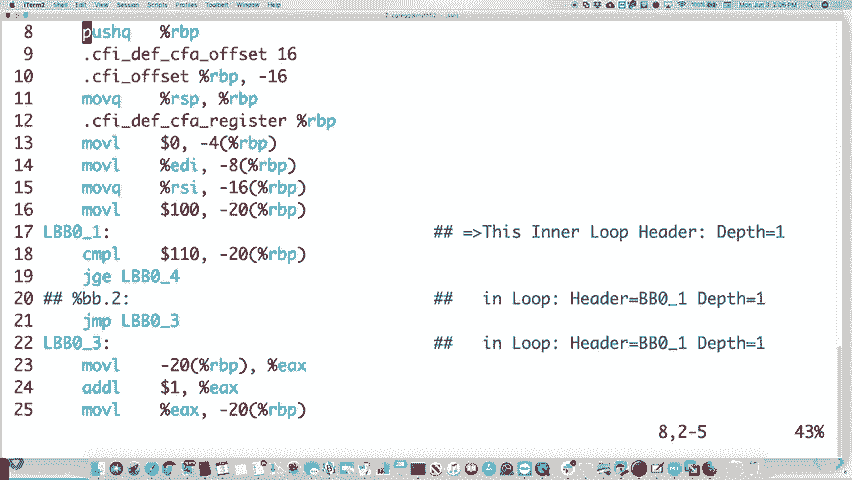 iTerm2 Shell Edit View Session Scripts Profiles Toolbelt Window Help
8 pushq %rbp
9 .cfi_def_cfa_offset 16
10 .cfi_offset %rbp, -16
11 movq %rsp, %rbp
12 .cfi_def_cfa_register %rbp
13 movl $0, -4(%rbp)
14 movl %edi, -8(%rbp)
15 movq %rsi, -16(%rbp)
16 movl $100, -20(%rbp)
17 LBB0_1: ## =>This Inner Loop Header: Depth=1
18 cmpl $110, -20(%rbp)
19 jge LBB0_4
20 ## %bb.2: ## in Loop: Header=BB0_1 Depth=1
21 jmp LBB0_3
22 LBB0_3: ## in Loop: Header=BB0_1 Depth=1
23 movl -20(%rbp), %eax
24 addl $1, %eax
25 movl %eax, -20(%rbp)
8,2-5 43%